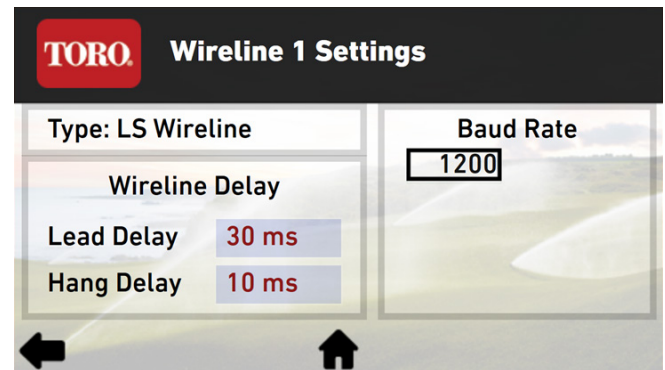 TORO.
Wireline 1 Settings
Type: LS Wireline
Wireline Delay
Lead Delay 30 ms
Hang Delay 10 ms
Baud Rate
1200